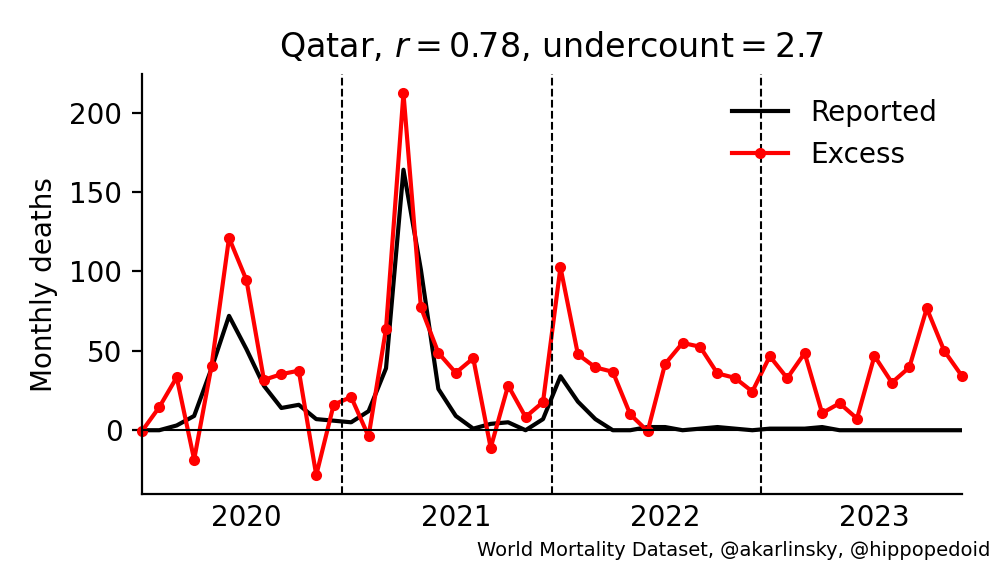 Qatar, r = 0.78, undercount = 2.7
Monthly deaths
200
150
100
50
0
Reported
Excess
2020 2021 2022 2023
World Mortality Dataset, @akarlinsky, @hippopedoid